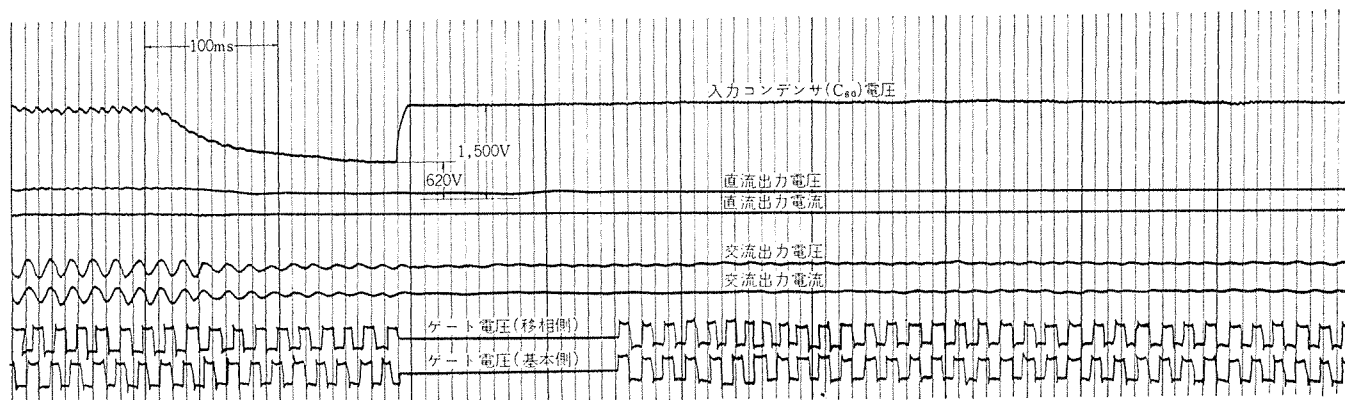 100ms
入力コンデンサ(C₆₀)電圧
1,500V
620V
直流出力電圧
直流出力電流
交流出力電圧
交流出力電流
ゲート電圧(移相側)
ゲート電圧(基本側)